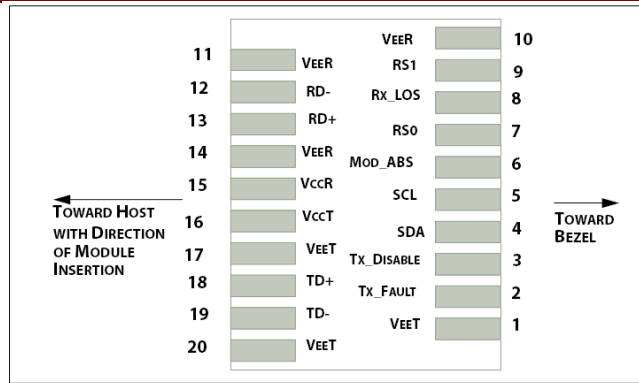 11 VEER
12 RD-
13 RD+
14 VEER
15 VCCR
16 VCCT
17 VEET
18 TD+
19 TD-
20 VEET
VEER 10
RS1 9
RX_LOS 8
RS0 7
MOD_ABS 6
SCL 5
SDA 4
TX_DISABLE 3
TX_FAULT 2
VEET 1
TOWARD HOST
WITH DIRECTION
OF MODULE
INSERTION
TOWARD
BEZEL